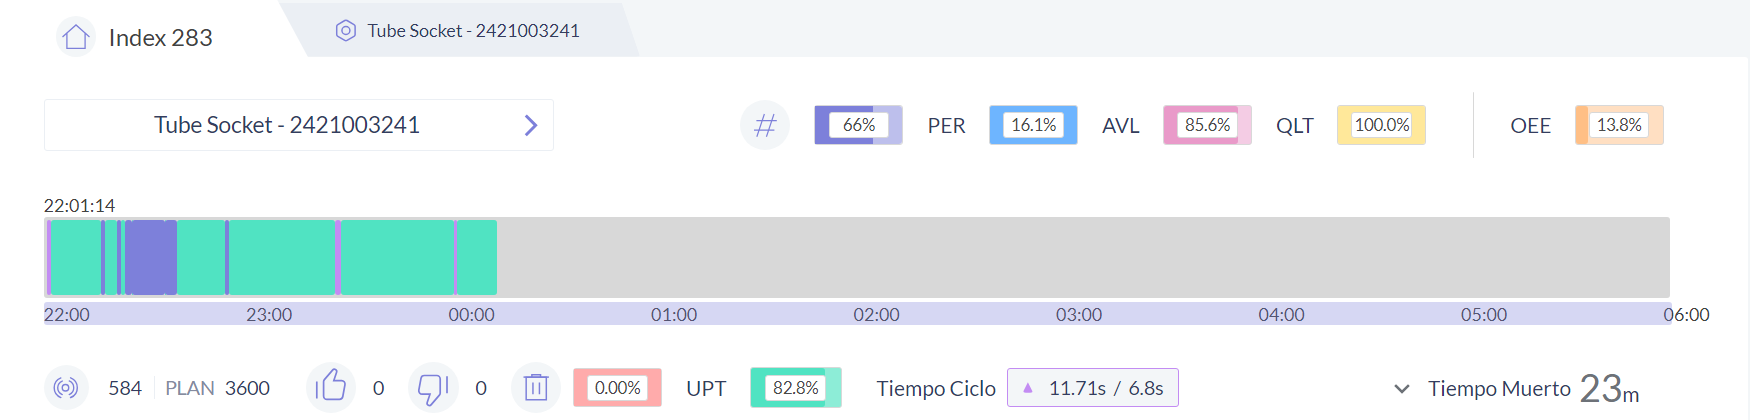 Index 283
Tube Socket - 2421003241
Tube Socket - 2421003241
# 66% PER 16.1% AVL 85.6% QLT 100.0% OEE 13.8%
22:01:14
22:00 23:00 00:00 01:00 02:00 03:00 04:00 05:00 06:00
584 PLAN 3600 0 0 0.00% UPT 82.8% Tiempo Ciclo 11.71s / 6.8s Tiempo Muerto 23m